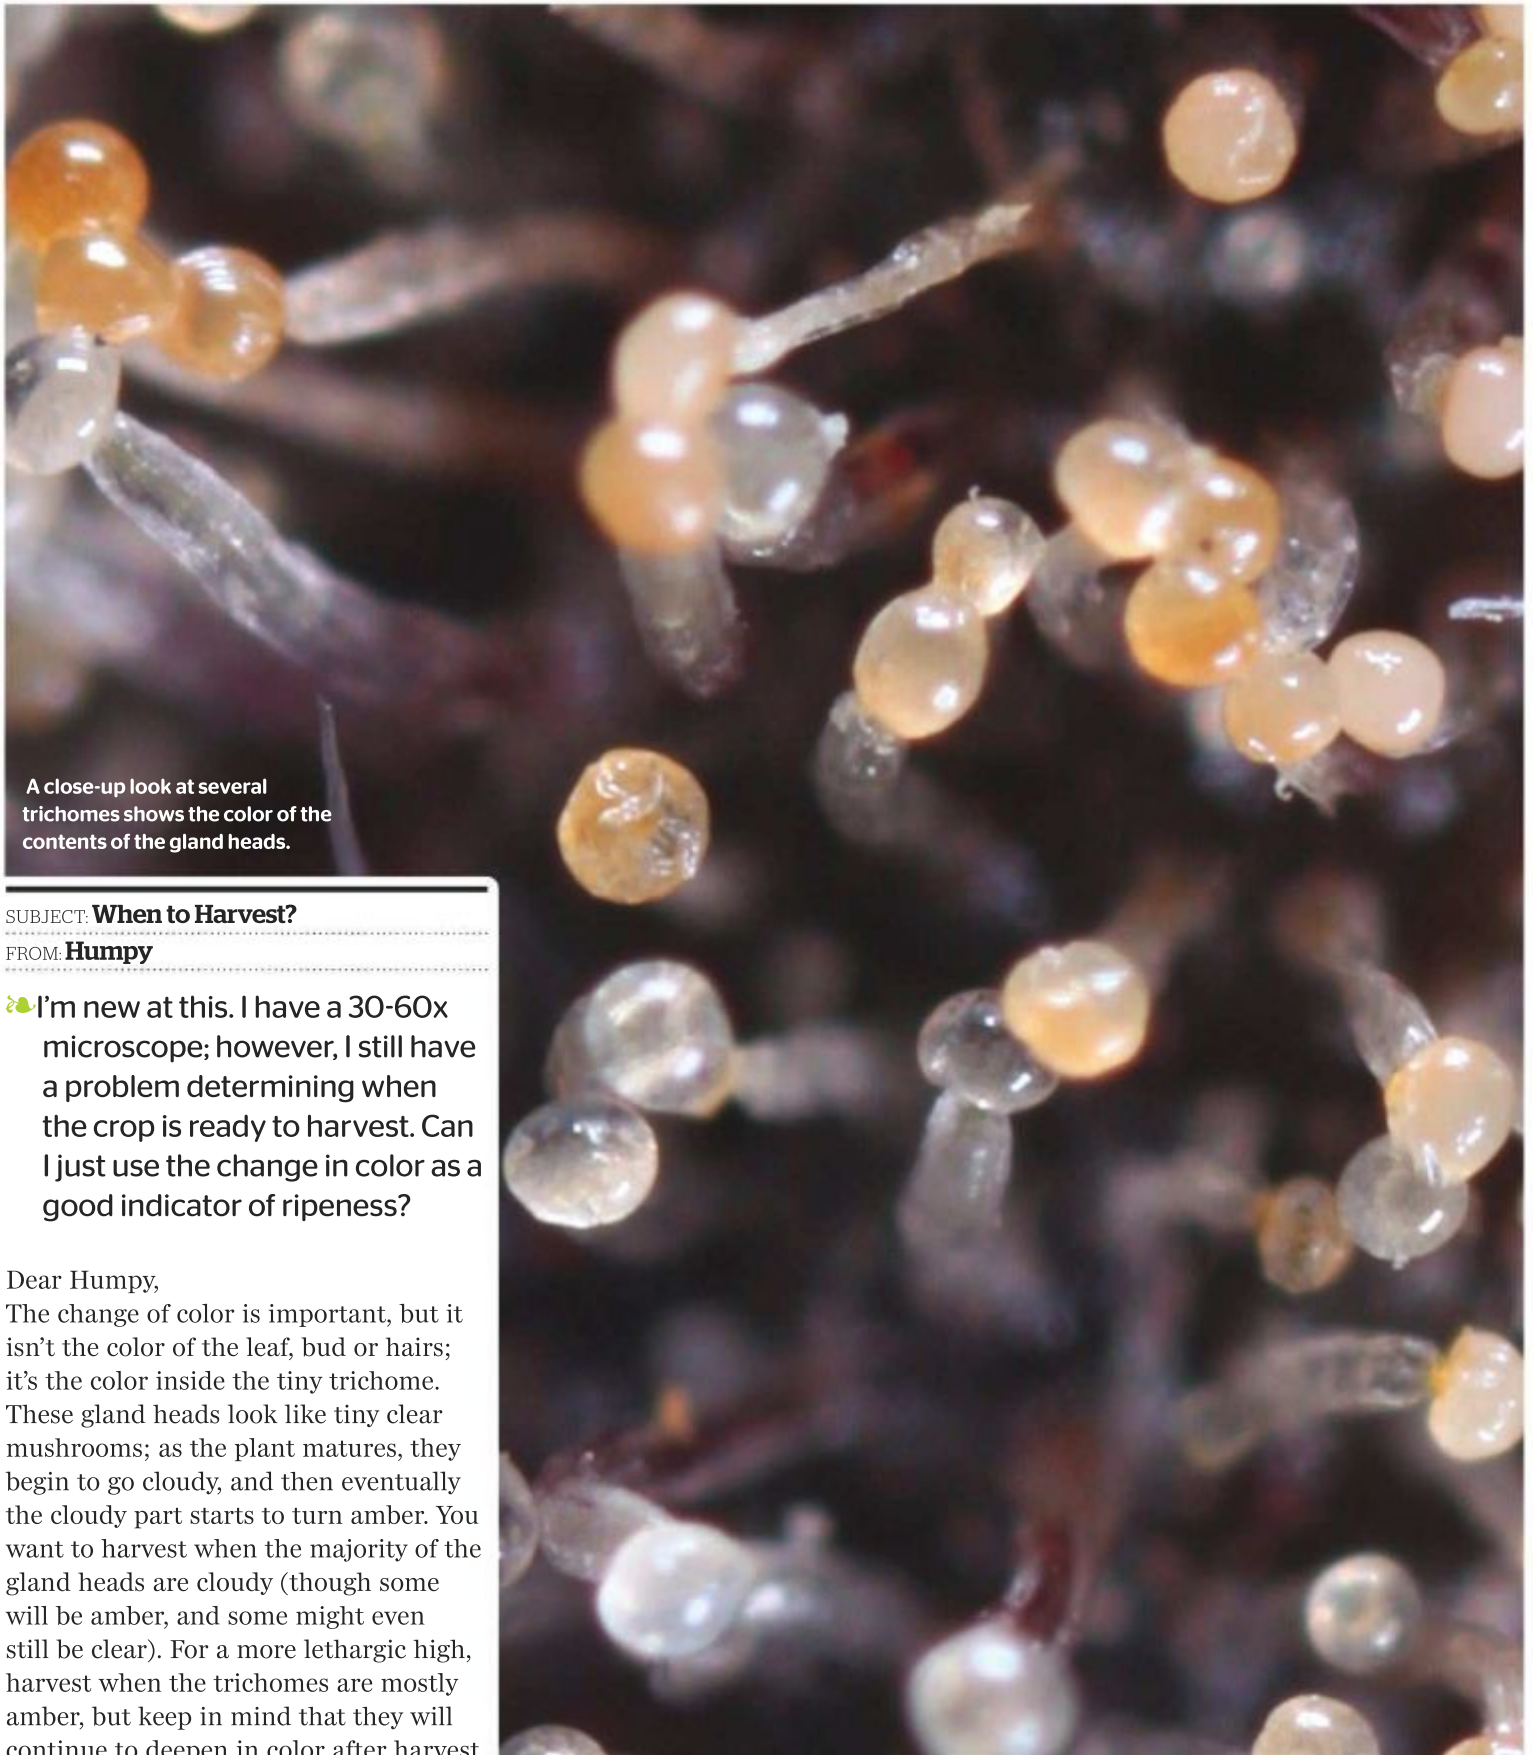 A close-up look at several
trichomes shows the color of the
contents of the gland heads.
SUBJECT: When to Harvest?
FROM: Humpy
I'm new at this. I have a 30-60x
microscope; however, I still have
a problem determining when
the crop is ready to harvest. Can
I just use the change in color as a
good indicator of ripeness?
Dear Humpy,
The change of color is important, but it
isn't the color of the leaf, bud or hairs;
it's the color inside the tiny trichome.
These gland heads look like tiny clear
mushrooms; as the plant matures, they
begin to go cloudy, and then eventually
the cloudy part starts to turn amber. You
want to harvest when the majority of the
gland heads are cloudy (though some
will be amber, and some might even
still be clear). For a more lethargic high,
harvest when the trichomes are mostly
amber, but keep in mind that they will
continue to deepen in color after harvest